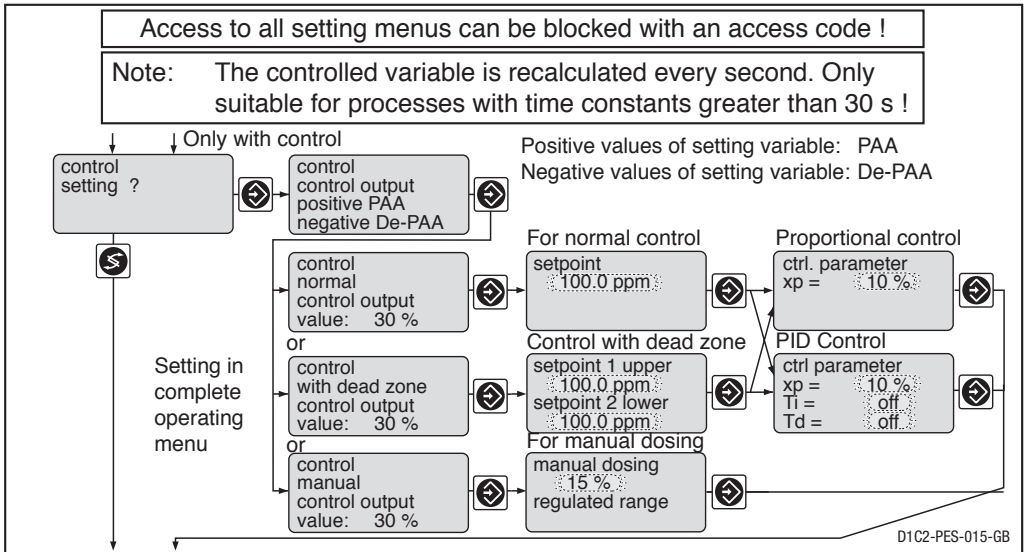 Access to all setting menus can be blocked with an access code !
Note: The controlled variable is recalculated every second. Only
suitable for processes with time constants greater than 30 s !
Only with control
Positive values of setting variable: PAA
Negative values of setting variable: De-PAA
control
setting ?
control
control output
positive PAA
negative De-PAA
For normal control
Proportional control
control
normal
control output
value: 30 %
setpoint
100.0 ppm
ctrl. parameter
xp = 10 %
or
Setting in
complete
operating
menu
Control with dead zone
PID Control
control
with dead zone
control output
value: 30 %
setpoint 1 upper
100.0 ppm
setpoint 2 lower
100.0 ppm
ctrl parameter
xp = 10 %
Ti = off
Td = off
or
For manual dosing
control
manual
control output
value: 30 %
manual dosing
15 %
regulated range
D1C2-PES-015-GB